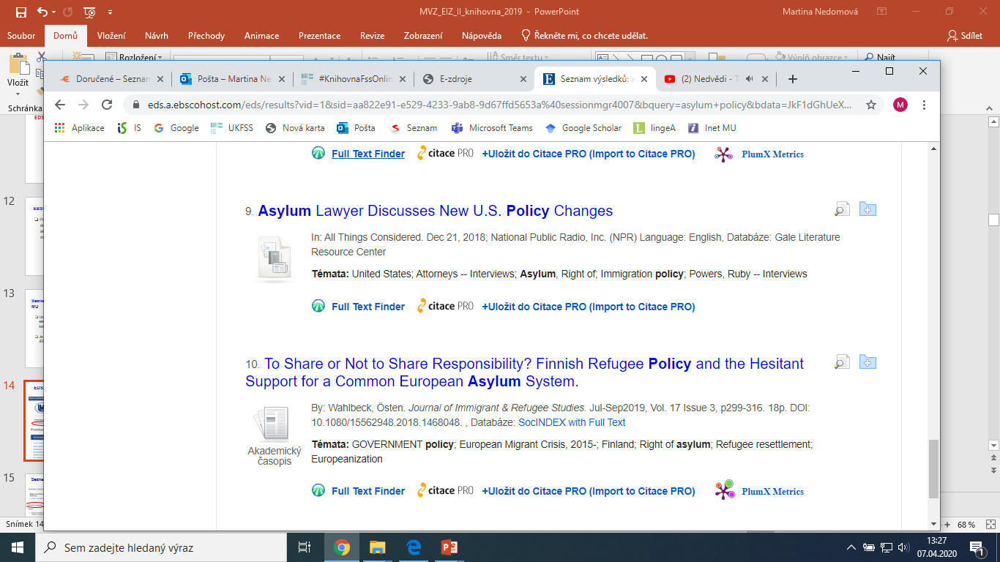 MVZ_EIZ_II_knihovna_2019 - PowerPoint
Martina Nedomová
Soubor Domů Vložení Návrh Přechody Animace Prezentace Revize Zobrazení Nápověda Řekněte mi, co chcete udělat. Sdílet
Vložit
Rozložení
Směr textu
Výplň obrazce
Najít
Schránka
Doručené – Seznam
Pošta – Martina Ne
#KnihovnaFssOnlin
E-zdroje
Seznam výsledků: a
(2) Nedvědi - T
eds.a.ebscohost.com/eds/results?vid=1&sid=aa822e91-e529-4233-9ab8-9d67ffd5653a%40sessionmgr4007&bquery=asylum+policy&bdata=JkF1dGhUeX...
M
Aplikace IS Google UKFSS Nová karta Pošta Seznam Microsoft Teams Google Scholar lingeA Inet MU
Full Text Finder citace PRO +Uložit do Citace PRO (Import to Citace PRO) PlumX Metrics
9. Asylum Lawyer Discusses New U.S. Policy Changes
In: All Things Considered. Dec 21, 2018; National Public Radio, Inc. (NPR) Language: English, Databáze: Gale Literature
Resource Center
Témata: United States; Attorneys -- Interviews; Asylum, Right of; Immigration policy; Powers, Ruby -- Interviews
Full Text Finder citace PRO +Uložit do Citace PRO (Import to Citace PRO)
10. To Share or Not to Share Responsibility? Finnish Refugee Policy and the Hesitant
Support for a Common European Asylum System.
By: Wahlbeck, Östen. Journal of Immigrant & Refugee Studies. Jul-Sep2019, Vol. 17 Issue 3, p299-316. 18p. DOI:
10.1080/15562948.2018.1468048. , Databáze: SocINDEX with Full Text
Akademický
časopis
Témata: GOVERNMENT policy; European Migrant Crisis, 2015-; Finland; Right of asylum; Refugee resettlement;
Europeanization
Full Text Finder citace PRO +Uložit do Citace PRO (Import to Citace PRO) PlumX Metrics
12
13
14
15
Snímek 14
68 %
Sem zadejte hledaný výraz
13:27
07.04.2020
1